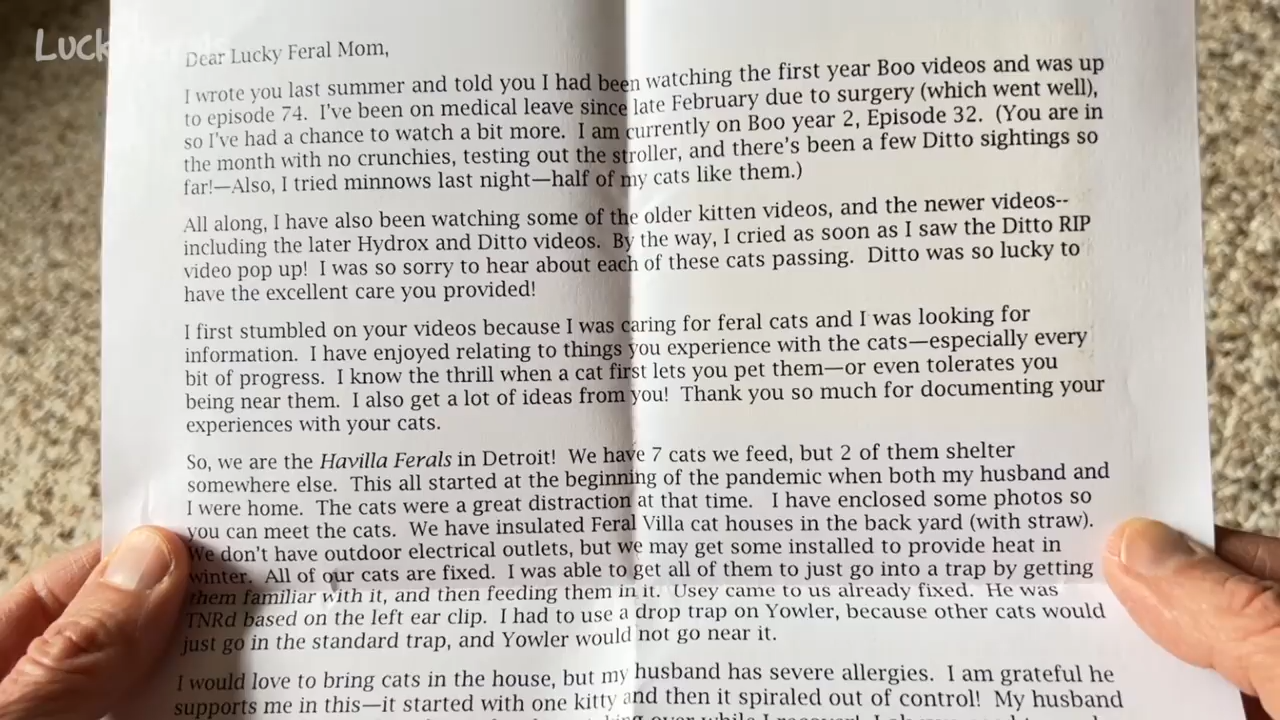 Dear Lucky Feral Mom,
I wrote you last summer and told you I had been watching the first year Boo videos and was up
to episode 74. I've been on medical leave since late February due to surgery (which went well),
so I've had a chance to watch a bit more. I am currently on Boo year 2, Episode 32. (You are in
the month with no crunchies, testing out the stroller, and there's been a few Ditto sightings so
far!—Also, I tried minnows last night—half of my cats like them.)
All along, I have also been watching some of the older kitten videos, and the newer videos--
including the later Hydrox and Ditto videos. By the way, I cried as soon as I saw the Ditto RIP
video pop up! I was so sorry to hear about each of these cats passing. Ditto was so lucky to
have the excellent care you provided!
I first stumbled on your videos because I was caring for feral cats and I was looking for
information. I have enjoyed relating to things you experience with the cats—especially every
bit of progress. I know the thrill when a cat first lets you pet them—or even tolerates you
being near them. I also get a lot of ideas from you! Thank you so much for documenting your
experiences with your cats.
So, we are the Havilla Ferals in Detroit! We have 7 cats we feed, but 2 of them shelter
somewhere else. This all started at the beginning of the pandemic when both my husband and
I were home. The cats were a great distraction at that time. I have enclosed some photos so
you can meet the cats. We have insulated Feral Villa cat houses in the back yard (with straw).
We don't have outdoor electrical outlets, but we may get some installed to provide heat in
winter. All of our cats are fixed. I was able to get all of them to just go into a trap by getting
them familiar with it, and then feeding them in it. Usey came to us already fixed. He was
TNRd based on the left ear clip. I had to use a drop trap on Yowler, because other cats would
just go in the standard trap, and Yowler would not go near it.
I would love to bring cats in the house, but my husband has severe allergies. I am grateful he
supports me in this—it started with one kitty and then it spiraled out of control! My husband